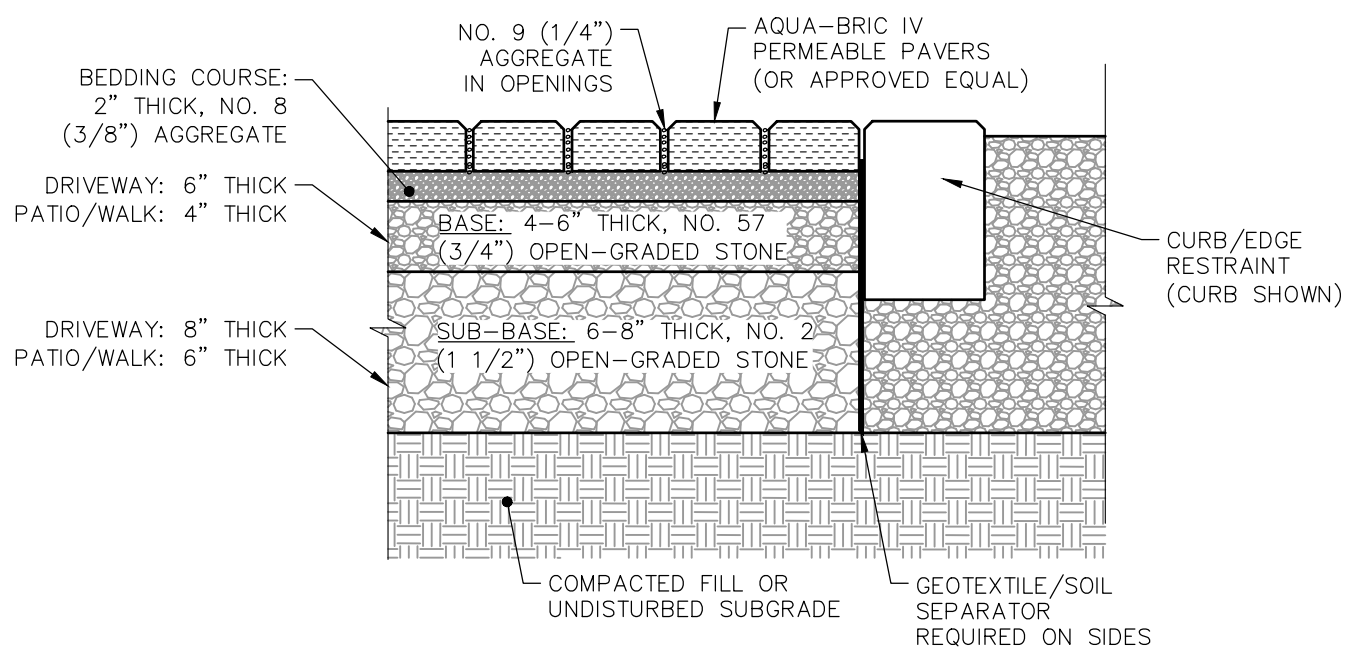 NO. 9 (1/4”)
AGGREGATE
IN OPENINGS
AQUA-BRIC IV
PERMEABLE PAVERS
(OR APPROVED EQUAL)
BEDDING COURSE:
2” THICK, NO. 8
(3/8”) AGGREGATE
DRIVEWAY: 6” THICK
PATIO/WALK: 4” THICK
BASE: 4-6” THICK, NO. 57
(3/4”) OPEN-GRADED STONE
CURB/EDGE
RESTRAINT
(CURB SHOWN)
DRIVEWAY: 8” THICK
PATIO/WALK: 6” THICK
SUB-BASE: 6-8” THICK, NO. 2
(1 1/2”) OPEN-GRADED STONE
COMPACTED FILL OR
UNDISTURBED SUBGRADE
GEOTEXTILE/SOIL
SEPARATOR
REQUIRED ON SIDES